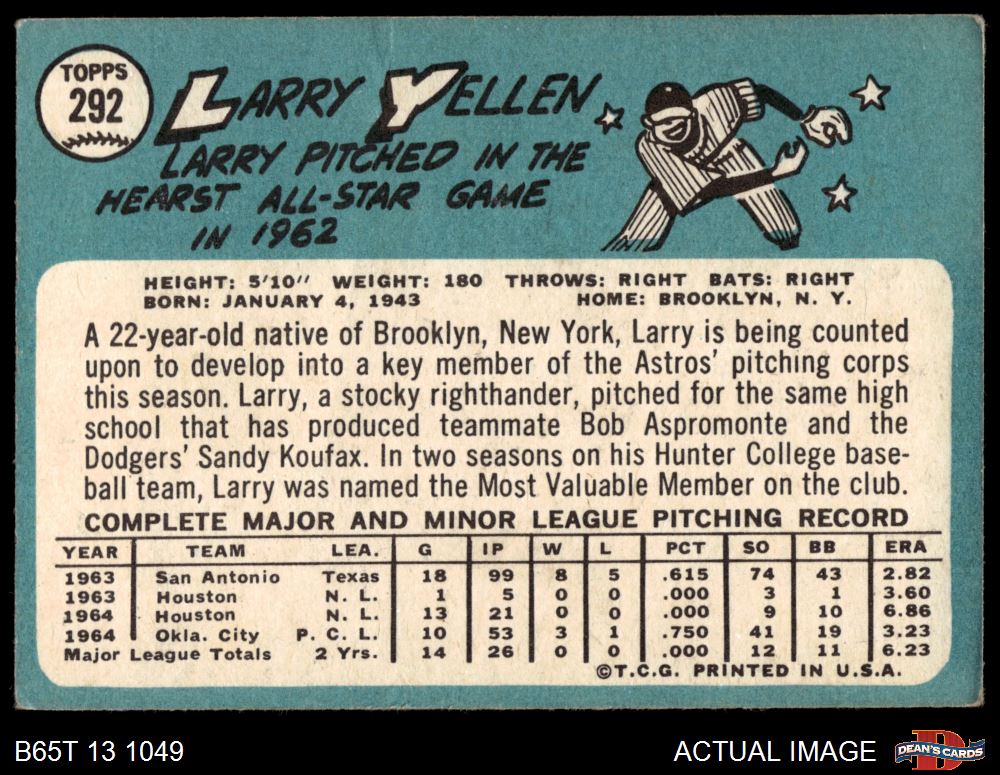 TOPPS
292
LARRY YELLEN
LARRY PITCHED IN THE
HEARST ALL-STAR GAME
IN 1962
HEIGHT: 5'10" WEIGHT: 180 THROWS: RIGHT BATS: RIGHT
BORN: JANUARY 4, 1943 HOME: BROOKLYN, N. Y.
A 22-year-old native of Brooklyn, New York, Larry is being counted
upon to develop into a key member of the Astros' pitching corps
this season. Larry, a stocky righthander, pitched for the same high
school that has produced teammate Bob Aspromonte and the
Dodgers' Sandy Koufax. In two seasons on his Hunter College base-
ball team, Larry was named the Most Valuable Member on the club.
COMPLETE MAJOR AND MINOR LEAGUE PITCHING RECORD
YEAR TEAM LEA. G IP W L PCT SO BB ERA
1963 San Antonio Texas 18 99 8 5 .615 74 43 2.82
1963 Houston N. L. 1 5 0 0 .000 3 1 3.60
1964 Houston N. L. 13 21 0 0 .000 9 10 6.86
1964 Okla. City P. C. L. 10 53 3 1 .750 41 19 3.23
Major League Totals 2 Yrs. 14 26 0 0 .000 12 11 6.23
©T.C.G. PRINTED IN U.S.A.
B65T 13 1049 ACTUAL IMAGE DEAN'S CARDS